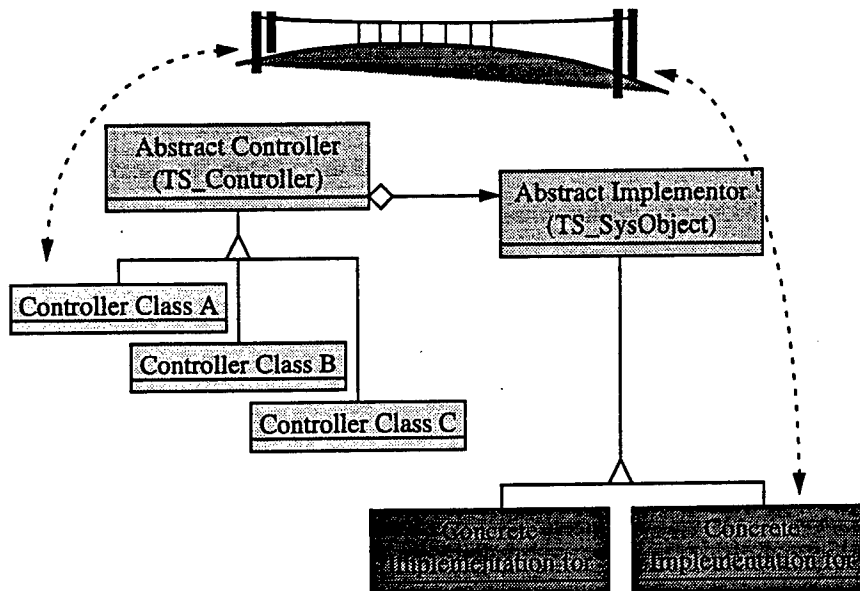 Abstract Controller
(TS_Controller)
Abstract Implementor
(TS_SysObject)
Controller Class A
Controller Class B
Controller Class C
Concrete
Implementation for
Concrete
Implementation for